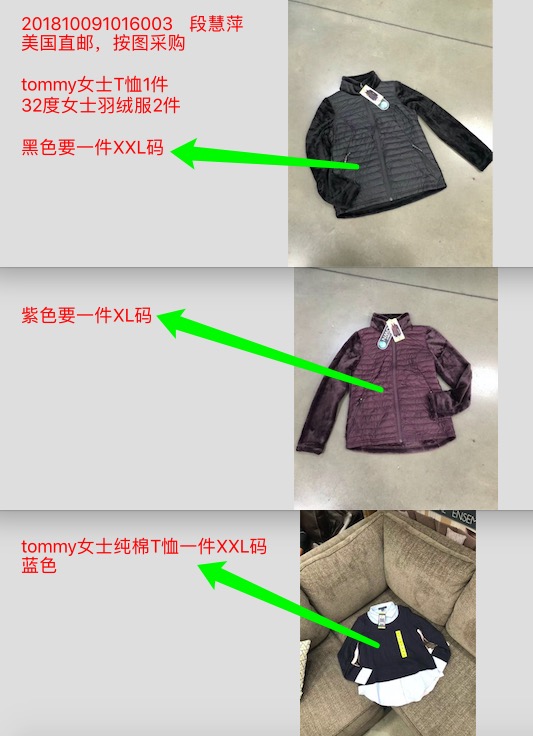 201810091016003 段慧萍
美国直邮，按图采购
tommy女士T恤1件
32度女士羽绒服2件
黑色要一件XXL码
紫色要一件XL码
ENSEM
tommy女士纯棉T恤一件XXL码
蓝色